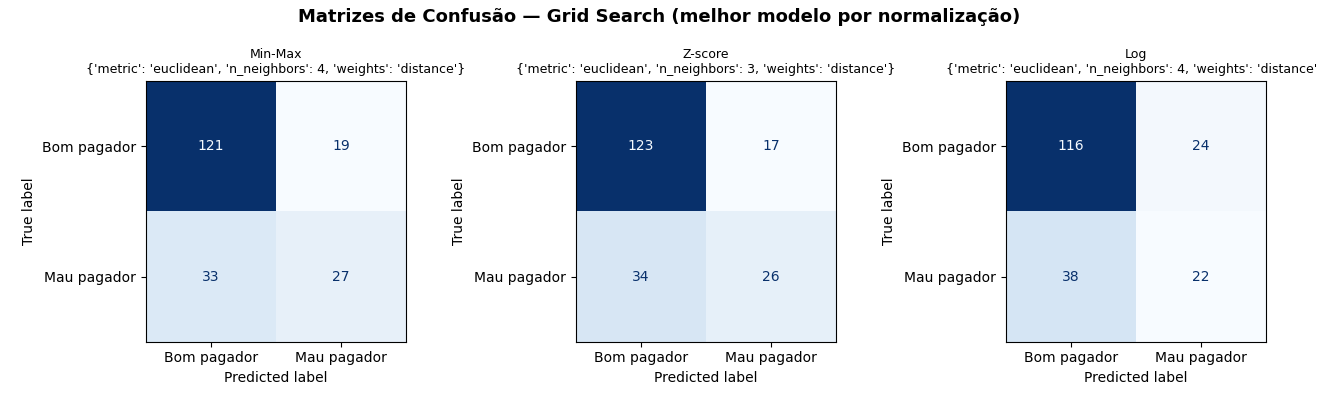 Matrizes de Confusão — Grid Search (melhor modelo por normalização)
Min-Max
{'metric': 'euclidean', 'n_neighbors': 4, 'weights': 'distance'}
True label
Bom pagador
121
19
Mau pagador
33
27
Bom pagador
Mau pagador
Predicted label
Z-score
{'metric': 'euclidean', 'n_neighbors': 3, 'weights': 'distance'}
True label
Bom pagador
123
17
Mau pagador
34
26
Bom pagador
Mau pagador
Predicted label
Log
{'metric': 'euclidean', 'n_neighbors': 4, 'weights': 'distance'
True label
Bom pagador
116
24
Mau pagador
38
22
Bom pagador
Mau pagador
Predicted label